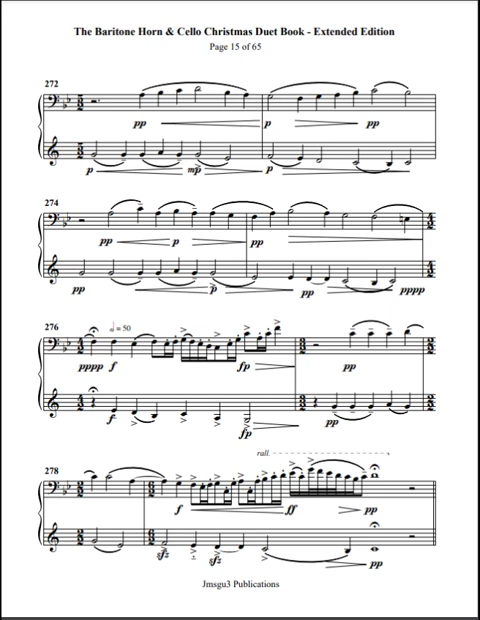 The Baritone Horn & Cello Christmas Duet Book - Extended Edition
Page 15 of 65
272
pp p pp
p mp p
274
pp p pp
pp p pp pppp
276 = 50
pppp f fp pp
f fp pp
rall.
278
f ff pp
sfz sfz pp
Jmsgu3 Publications